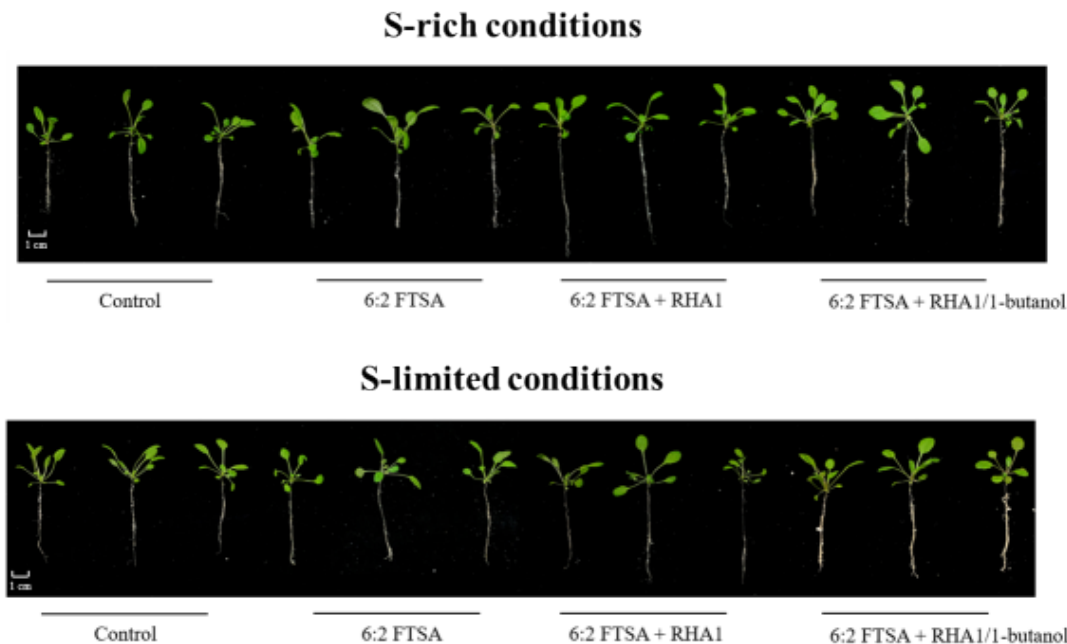 S-rich conditions
1 cm
Control 6:2 FTSA 6:2 FTSA + RHA1 6:2 FTSA + RHA1/1-butanol
S-limited conditions
1 cm
Control 6:2 FTSA 6:2 FTSA + RHA1 6:2 FTSA + RHA1/1-butanol